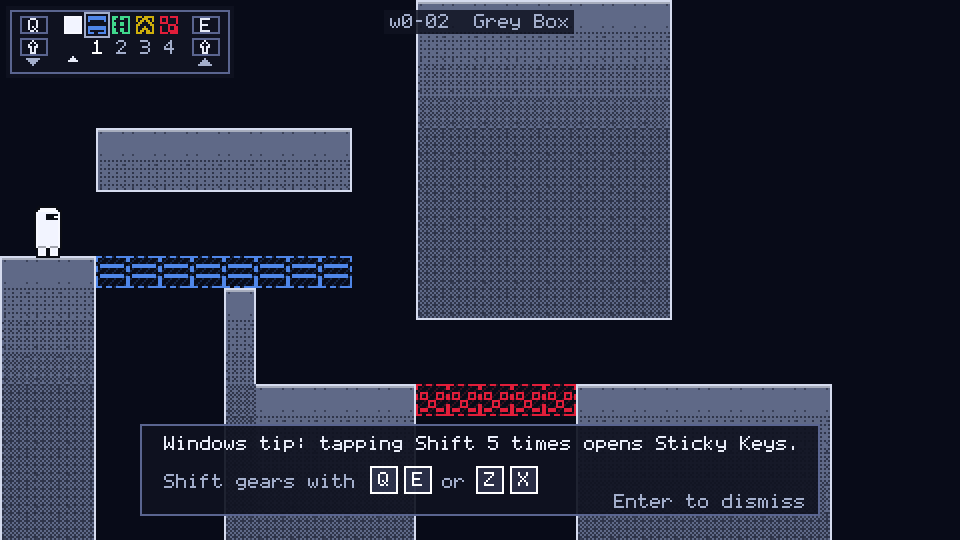 w0-02 Grey Box
Q E
1 2 3 4
Windows tip: tapping Shift 5 times opens Sticky Keys.
Shift gears with Q E or Z X
Enter to dismiss